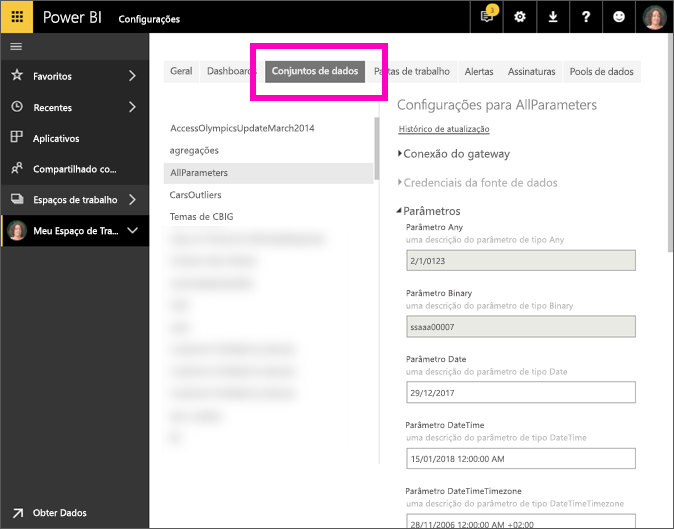 Power BI Configurações
3
Geral Dashboards Conjuntos de dados Pastas de trabalho Alertas Assinaturas Pools de dados
Favoritos
Recentes
Aplicativos
Compartilhado co...
Espaços de trabalho
Meu Espaço de Tra...
Obter Dados
AccessOlympicsUpdateMarch2014
agregações
AllParameters
CarsOutliers
Temas de CBIG
Configurações para AllParameters
Histórico de atualização
Conexão do gateway
Credenciais da fonte de dados
Parâmetros
Parâmetro Any
uma descrição do parâmetro de tipo Any
2/1/0123
Parâmetro Binary
uma descrição do parâmetro de tipo Binary
ssaaa00007
Parâmetro Date
uma descrição do parâmetro de tipo Date
29/12/2017
Parâmetro DateTime
uma descrição do parâmetro de tipo DateTime
15/01/2018 12:00:00 AM
Parâmetro DateTimeTimezone
uma descrição do parâmetro de tipo DateTimeTimezone
28/11/2006 12:00:00 AM +02:00